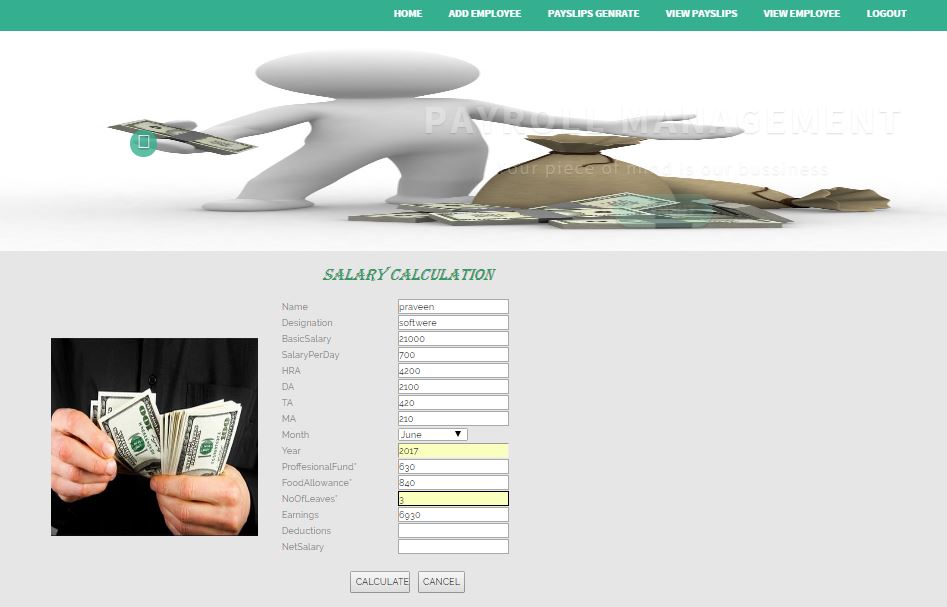 HOME ADD EMPLOYEE PAYSLIPS GENRATE VIEW PAYSLIPS VIEW EMPLOYEE LOGOUT
PAYROLL MANAGEMENT
our piece of mind is our bussiness
SALARY CALCULATION
Name praveen
Designation softwere
BasicSalary 21000
SalaryPerDay 700
HRA 4200
DA 2100
TA 420
MA 210
Month June
Year 2017
ProffesionalFund* 630
FoodAllowance* 840
NoOfLeaves* 3
Earnings 6930
Deductions
NetSalary
CALCULATE CANCEL